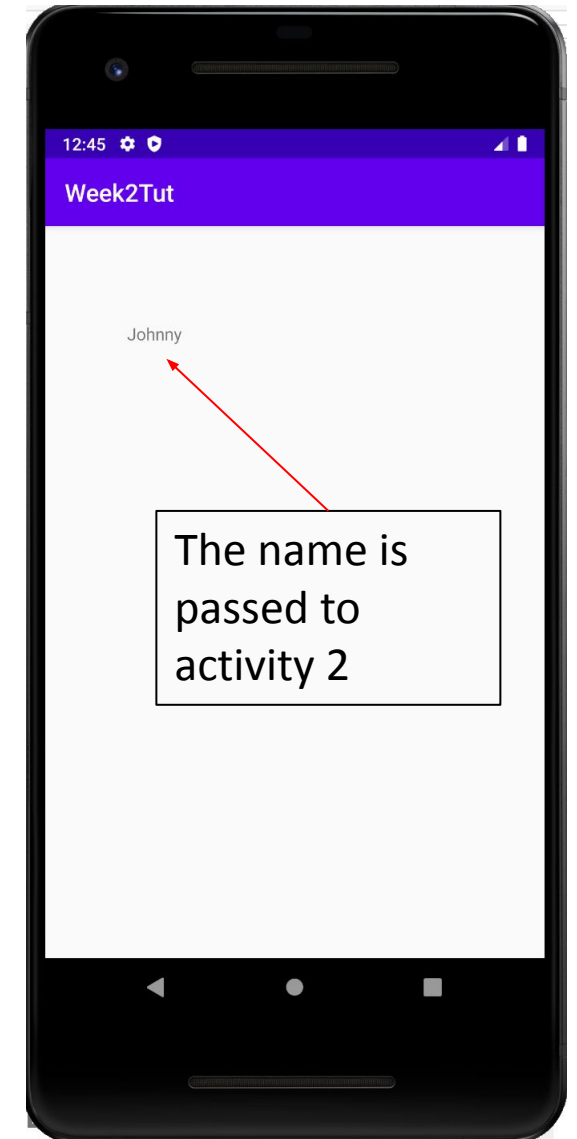 12:45
Week2Tut
Johnny
The name is
passed to
activity 2